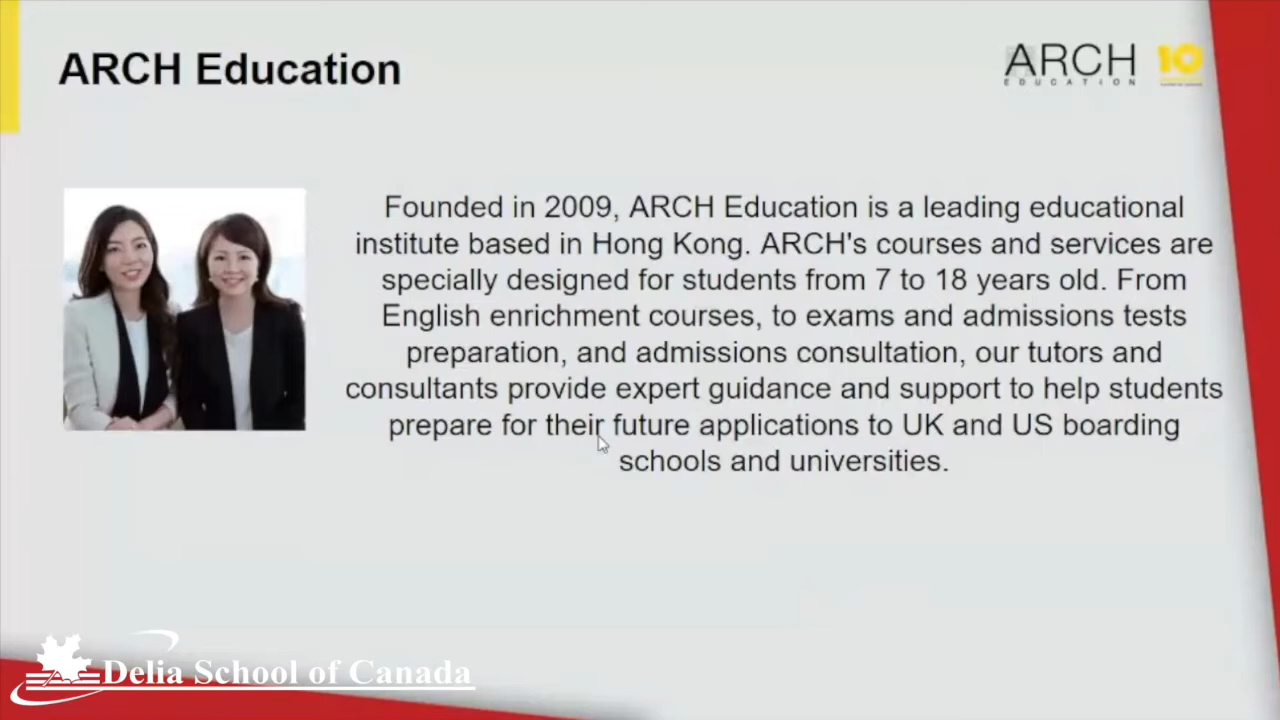 ARCH Education
ARCH 10
EDUCATION
Founded in 2009, ARCH Education is a leading educational
institute based in Hong Kong. ARCH's courses and services are
specially designed for students from 7 to 18 years old. From
English enrichment courses, to exams and admissions tests
preparation, and admissions consultation, our tutors and
consultants provide expert guidance and support to help students
prepare for their future applications to UK and US boarding
schools and universities.
Delia School of Canada